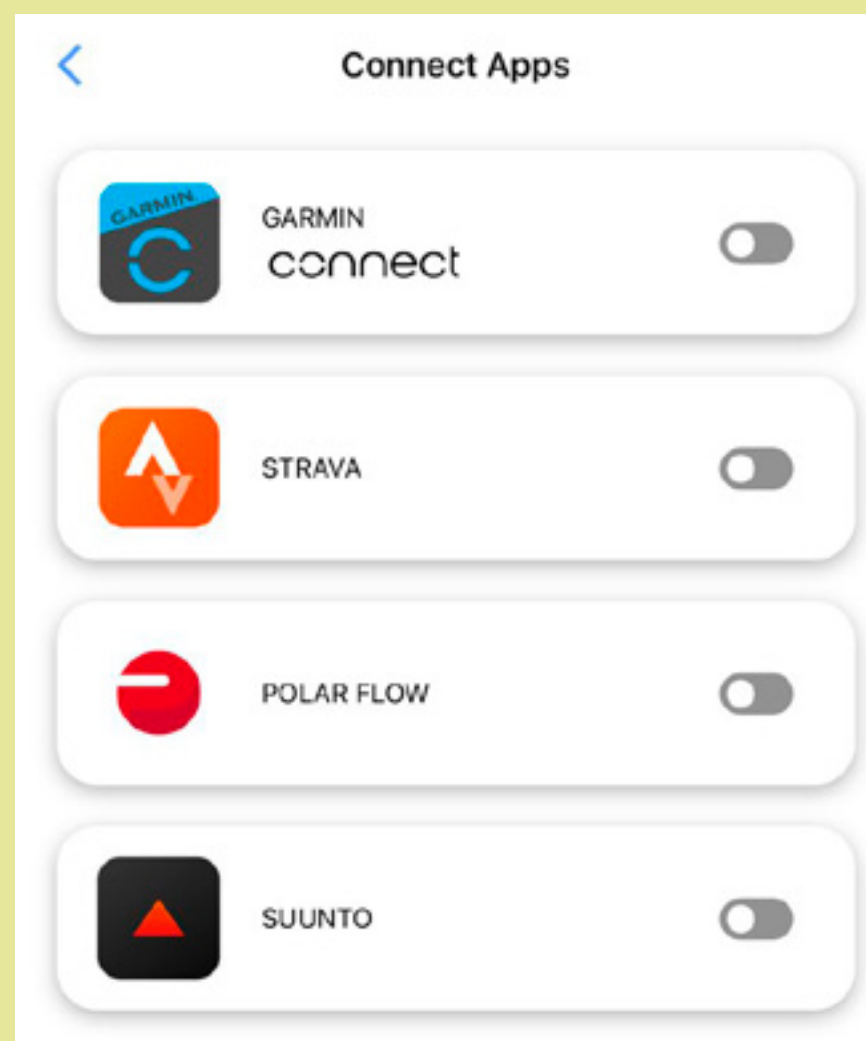 Connect Apps
GARMIN
GARMIN
connect
STRAVA
POLAR FLOW
SUUNTO